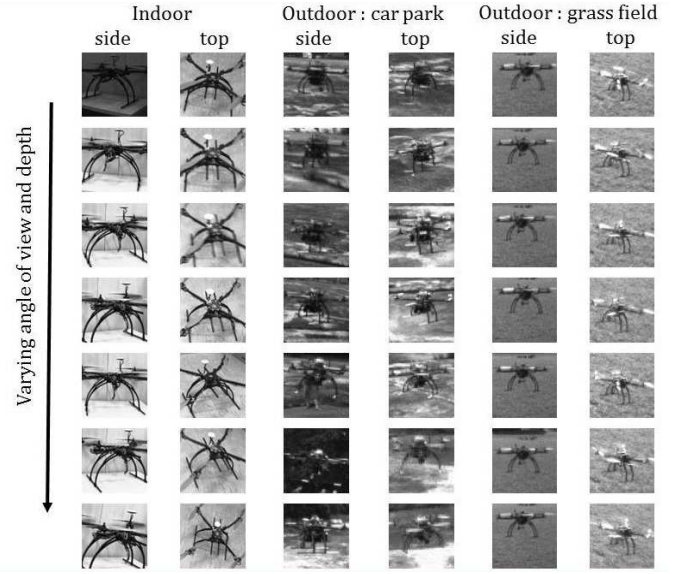 Indoor
Outdoor : car park
Outdoor : grass field
side
top
side
top
side
top
Varying angle of view and depth